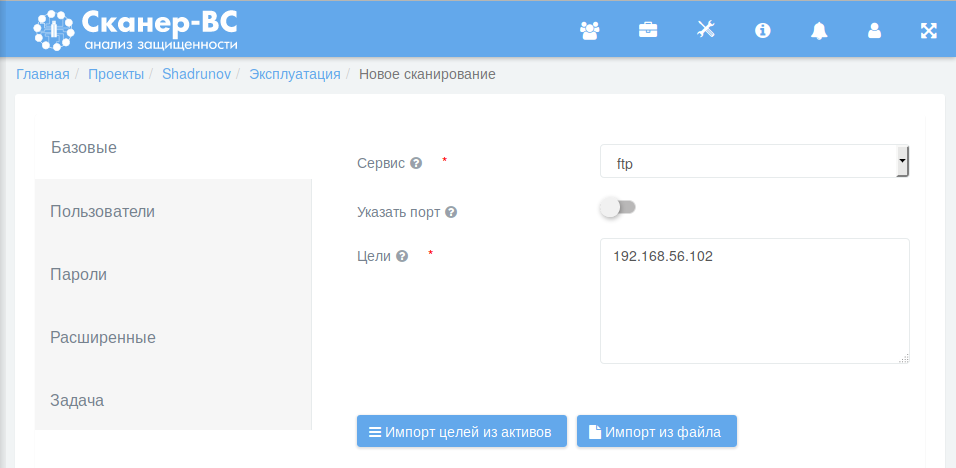 Сканер-ВС
анализ защищенности
Главная / Проекты / Shadrunov / Эксплуатация / Новое сканирование
Базовые
Пользователи
Пароли
Расширенные
Задача
Сервис *
ftp
Указать порт
Цели *
192.168.56.102
Импорт целей из активов
Импорт из файла